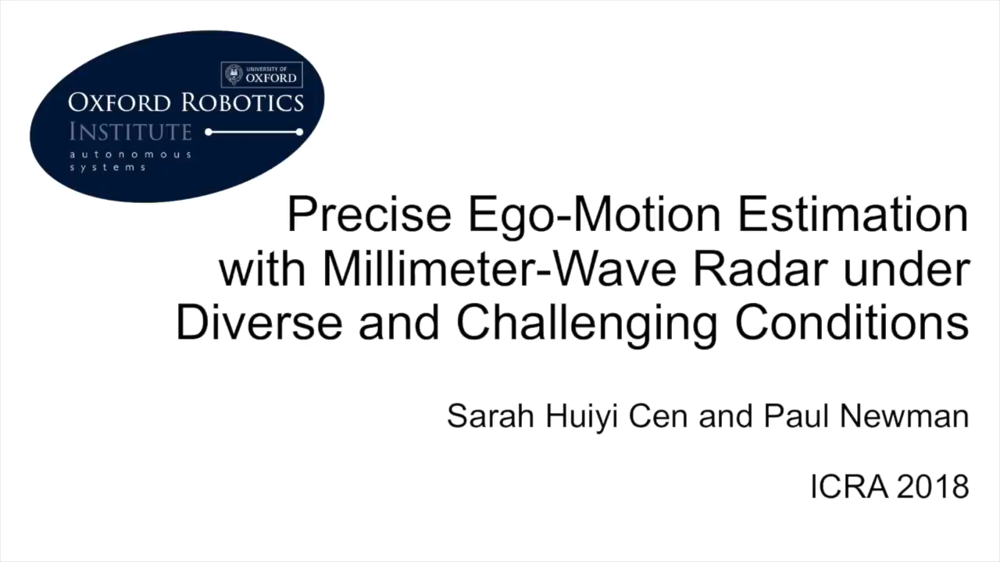 UNIVERSITY OF
OXFORD
OXFORD ROBOTICS
INSTITUTE
autonomous
systems
Precise Ego-Motion Estimation
with Millimeter-Wave Radar under
Diverse and Challenging Conditions
Sarah Huiyi Cen and Paul Newman
ICRA 2018